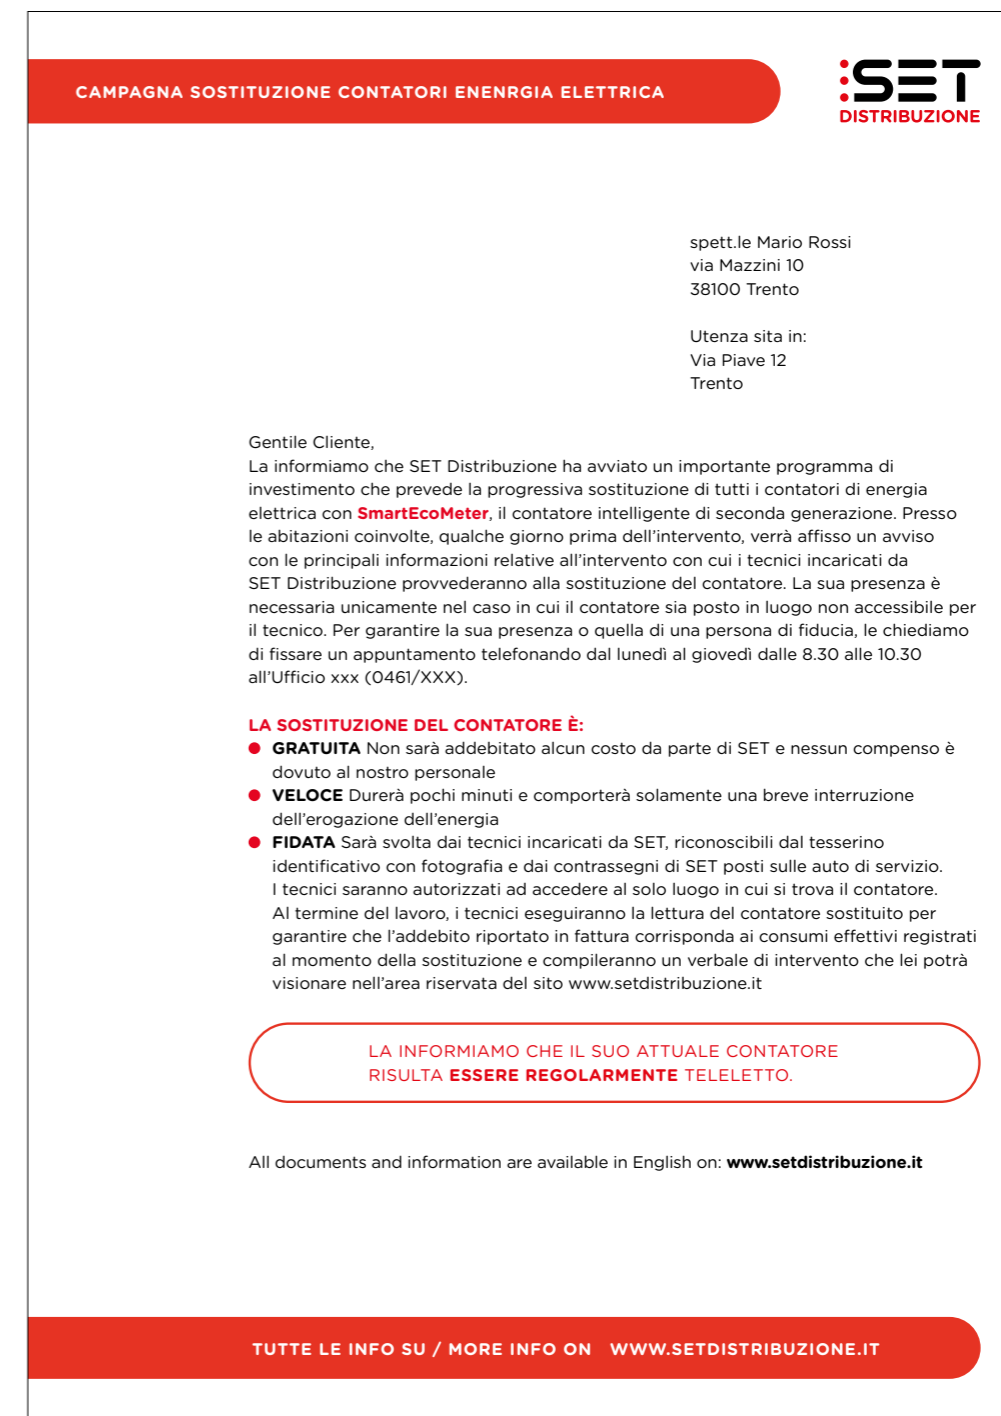 CAMPAGNA SOSTITUZIONE CONTATORI ENENRGIA ELETTRICA
SET
DISTRIBUZIONE
spett.le Mario Rossi
via Mazzini 10
38100 Trento
Utenza sita in:
Via Piave 12
Trento
Gentile Cliente,
La informiamo che SET Distribuzione ha avviato un importante programma di
investimento che prevede la progressiva sostituzione di tutti i contatori di energia
elettrica con SmartEcoMeter, il contatore intelligente di seconda generazione. Presso
le abitazioni coinvolte, qualche giorno prima dell’intervento, verrà affisso un avviso
con le principali informazioni relative all’intervento con cui i tecnici incaricati da
SET Distribuzione provvederanno alla sostituzione del contatore. La sua presenza è
necessaria unicamente nel caso in cui il contatore sia posto in luogo non accessibile per
il tecnico. Per garantire la sua presenza o quella di una persona di fiducia, le chiediamo
di fissare un appuntamento telefonando dal lunedì al giovedì dalle 8.30 alle 10.30
all’Ufficio xxx (0461/XXX).
LA SOSTITUZIONE DEL CONTATORE È:
● GRATUITA Non sarà addebitato alcun costo da parte di SET e nessun compenso è
dovuto al nostro personale
● VELOCE Durerà pochi minuti e comporterà solamente una breve interruzione
dell’erogazione dell’energia
● FIDATA Sarà svolta dai tecnici incaricati da SET, riconoscibili dal tesserino
identificativo con fotografia e dai contrassegni di SET posti sulle auto di servizio.
I tecnici saranno autorizzati ad accedere al solo luogo in cui si trova il contatore.
Al termine del lavoro, i tecnici eseguiranno la lettura del contatore sostituito per
garantire che l’addebito riportato in fattura corrisponda ai consumi effettivi registrati
al momento della sostituzione e compileranno un verbale di intervento che lei potrà
visionare nell’area riservata del sito www.setdistribuzione.it
LA INFORMIAMO CHE IL SUO ATTUALE CONTATORE
RISULTA ESSERE REGOLARMENTE TELELETTO.
All documents and information are available in English on: www.setdistribuzione.it
TUTTE LE INFO SU / MORE INFO ON WWW.SETDISTRIBUZIONE.IT